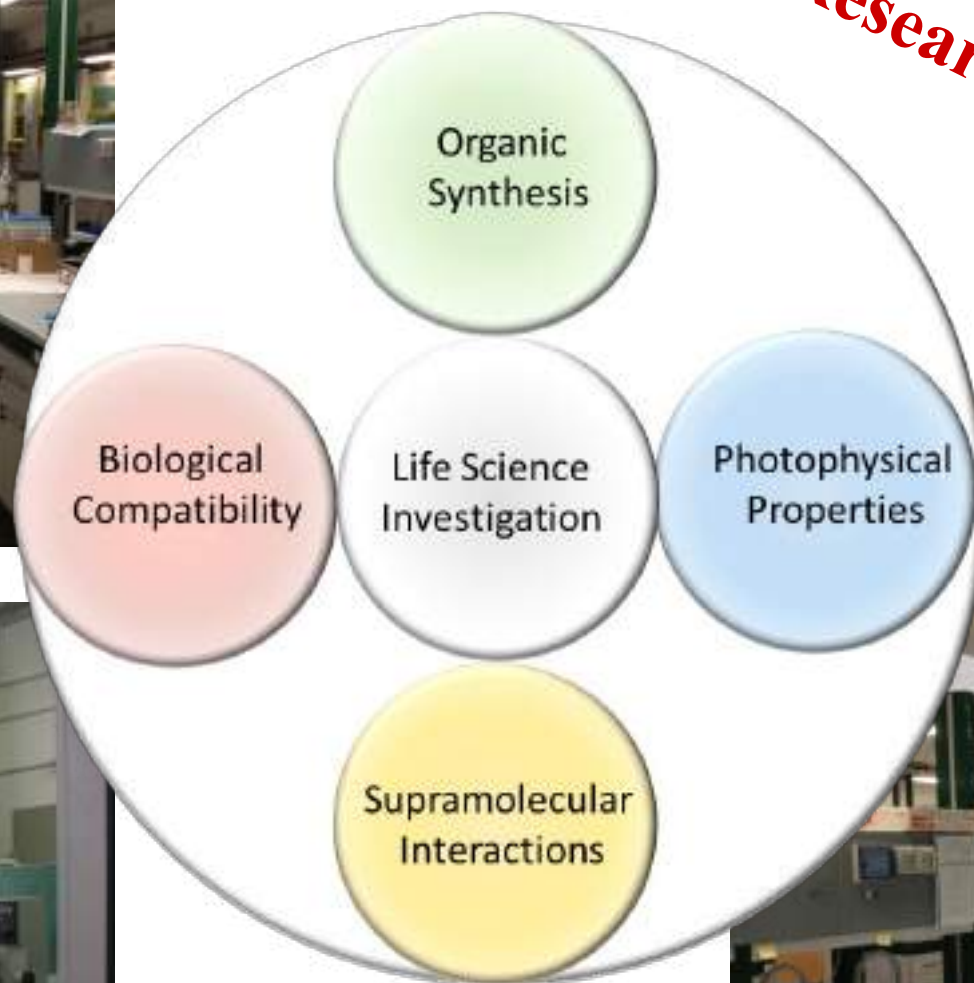 Organic
Synthesis
Biological
Compatibility
Life Science
Investigation
Photophysical
Properties
Supramolecular
Interactions